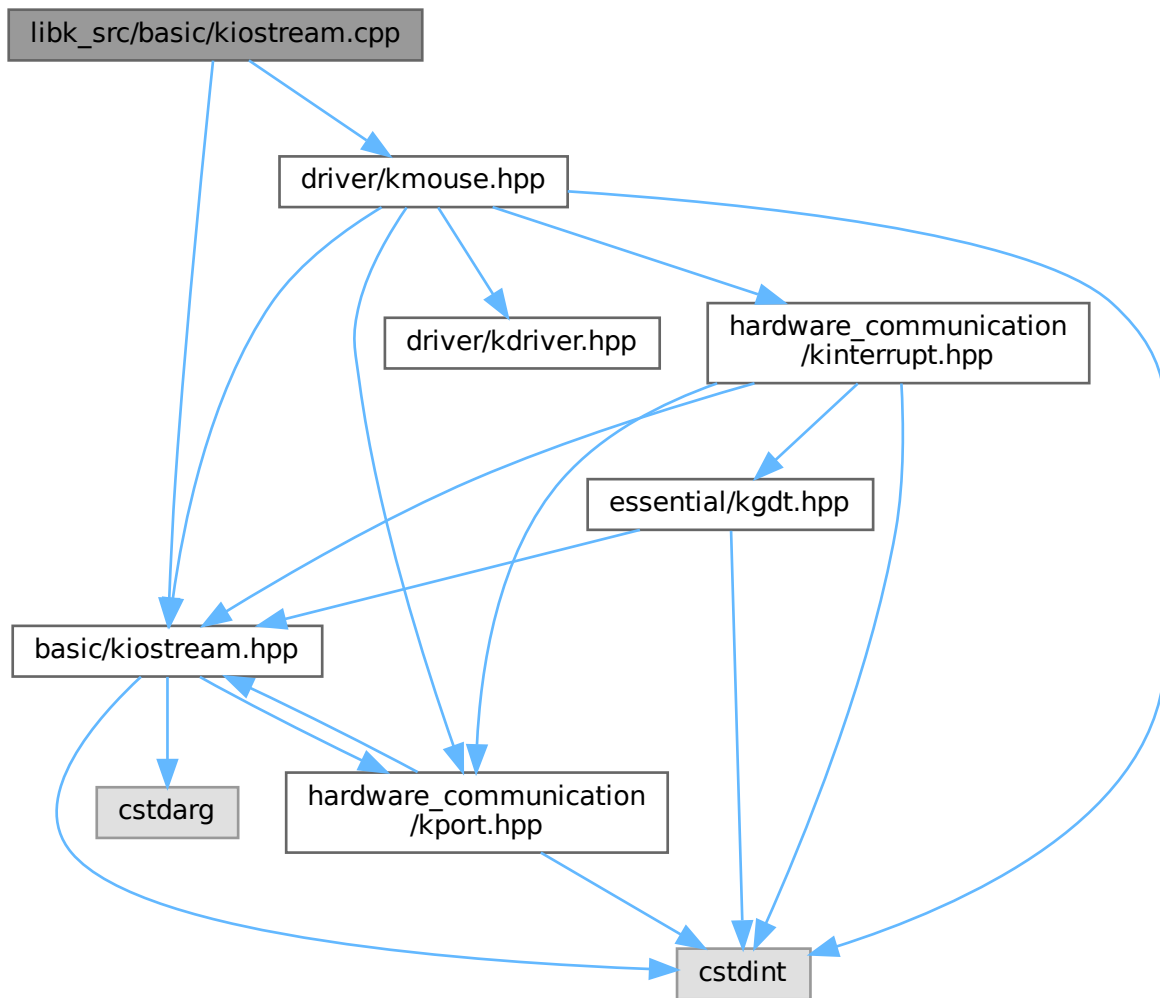 libk_src/basic/kiostream.cpp
driver/kmouse.hpp
driver/kdriver.hpp
hardware_communication
/kinterrupt.hpp
essential/kgdt.hpp
basic/kiostream.hpp
cstdarg
hardware_communication
/kport.hpp
cstdint